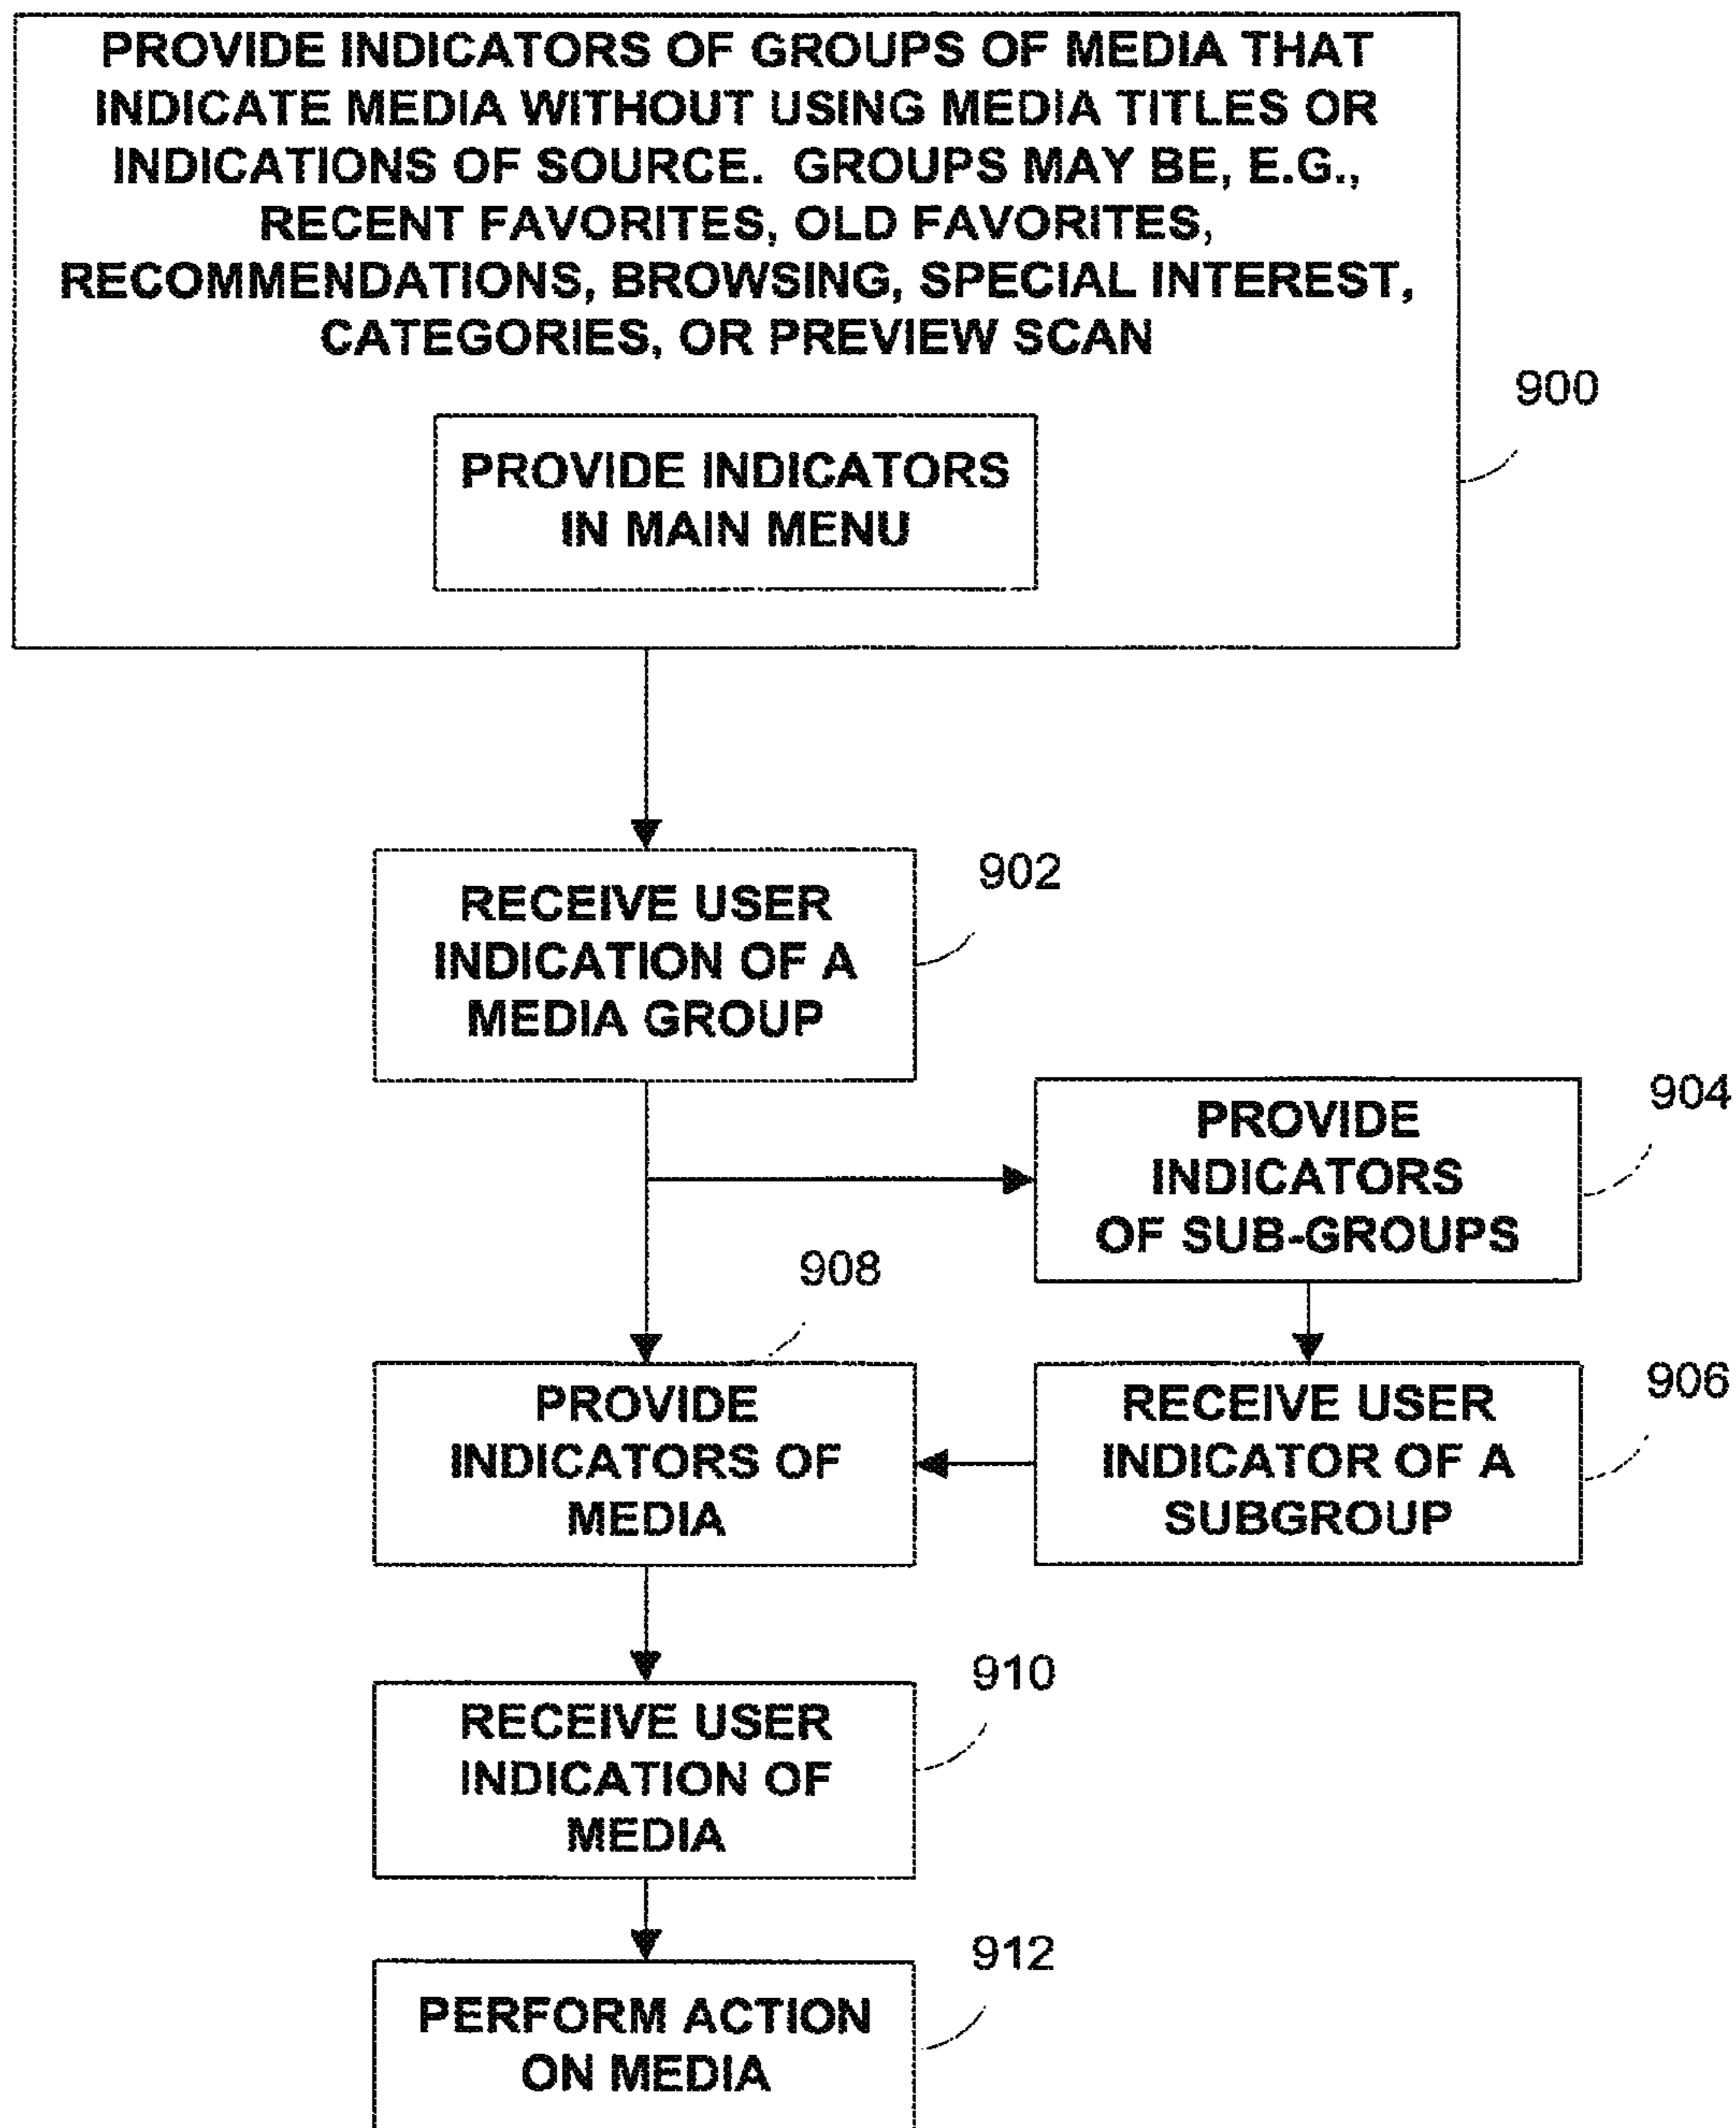 PROVIDE INDICATORS OF GROUPS OF MEDIA THAT
INDICATE MEDIA WITHOUT USING MEDIA TITLES OR
INDICATIONS OF SOURCE. GROUPS MAY BE, E.G.,
RECENT FAVORITES, OLD FAVORITES,
RECOMMENDATIONS, BROWSING, SPECIAL INTEREST,
CATEGORIES, OR PREVIEW SCAN
900
PROVIDE INDICATORS
IN MAIN MENU
902
RECEIVE USER
INDICATION OF A
MEDIA GROUP
904
PROVIDE
INDICATORS
OF SUB-GROUPS
908
PROVIDE
INDICATORS OF
MEDIA
906
RECEIVE USER
INDICATOR OF A
SUBGROUP
910
RECEIVE USER
INDICATION OF
MEDIA
912
PERFORM ACTION
ON MEDIA